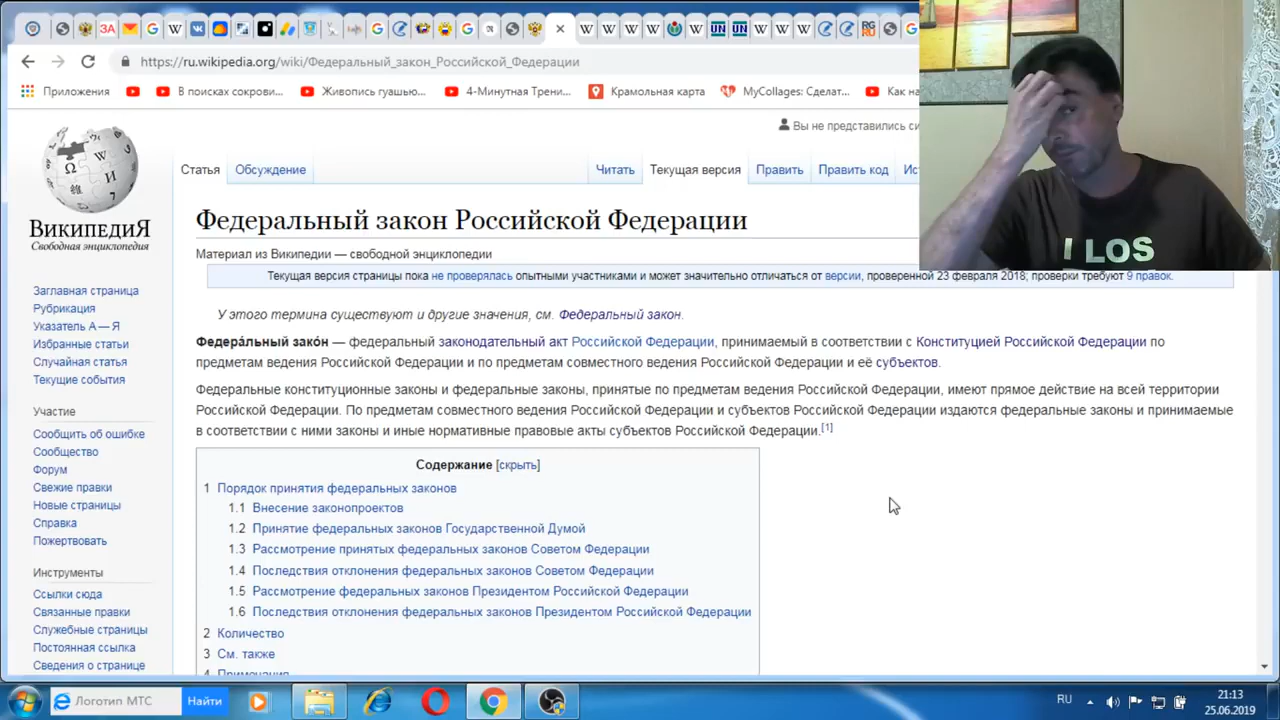 https://ru.wikipedia.org/wiki/Федеральный_закон_Российской_Федерации
Приложения
В поисках сокрови...
Живопись гуашью...
4-Минутная Трени...
Крамольная карта
MyCollages: Сделат...
Как на
Вы не представились си
Статья
Обсуждение
Читать
Текущая версия
Править
Править код
Ис
ВикипедиЯ
Свободная энциклопедия
Федеральный закон Российской Федерации
Материал из Википедии — свободной энциклопедии
Текущая версия страницы пока не проверялась опытными участниками и может значительно отличаться от версии, проверенной 23 февраля 2018; проверки требуют 9 правок.
У этого термина существуют и другие значения, см. Федеральный закон.
Федера́льный зако́н — федеральный законодательный акт Российской Федерации, принимаемый в соответствии с Конституцией Российской Федерации по
предметам ведения Российской Федерации и по предметам совместного ведения Российской Федерации и её субъектов.
Федеральные конституционные законы и федеральные законы, принятые по предметам ведения Российской Федерации, имеют прямое действие на всей территории
Российской Федерации. По предметам совместного ведения Российской Федерации и субъектов Российской Федерации издаются федеральные законы и принимаемые
в соответствии с ними законы и иные нормативные правовые акты субъектов Российской Федерации.[1]
Содержание [скрыть]
1 Порядок принятия федеральных законов
1.1 Внесение законопроектов
1.2 Принятие федеральных законов Государственной Думой
1.3 Рассмотрение принятых федеральных законов Советом Федерации
1.4 Последствия отклонения федеральных законов Советом Федерации
1.5 Рассмотрение федеральных законов Президентом Российской Федерации
1.6 Последствия отклонения федеральных законов Президентом Российской Федерации
2 Количество
3 См. также
4 Примечания
Заглавная страница
Рубрикация
Указатель А — Я
Избранные статьи
Случайная статья
Текущие события
Участие
Сообщить об ошибке
Сообщество
Форум
Свежие правки
Новые страницы
Справка
Пожертвовать
Инструменты
Ссылки сюда
Связанные правки
Служебные страницы
Постоянная ссылка
Сведения о странице
I LOS
Логотип МТС
Найти
RU
21:13
25.06.2019